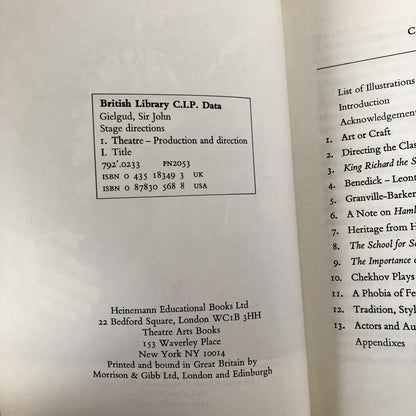 British Library C.I.P. Data
Gielgud, Sir John
Stage directions
1. Theatre – Production and direction
I. Title
792'.0233 PN2053
ISBN 0 435 18349 3 UK
ISBN 0 87830 568 8 USA
Heinemann Educational Books Ltd
22 Bedford Square, London WC1B 3HH
Theatre Arts Books
153 Waverley Place
New York NY 10014
Printed and bound in Great Britain by
Morrison & Gibb Ltd, London and Edinburgh
C
List of Illustrations
Introduction
Acknowledgement
1. Art or Craft
2. Directing the Clas
3. King Richard the S
4. Benedick – Leont
5. Granville-Barker
6. A Note on Haml
7. Heritage from H
8. The School for Sc
9. The Importance o
10. Chekhov Plays
11. A Phobia of Fe
12. Tradition, Styl
13. Actors and Au
Appendixes